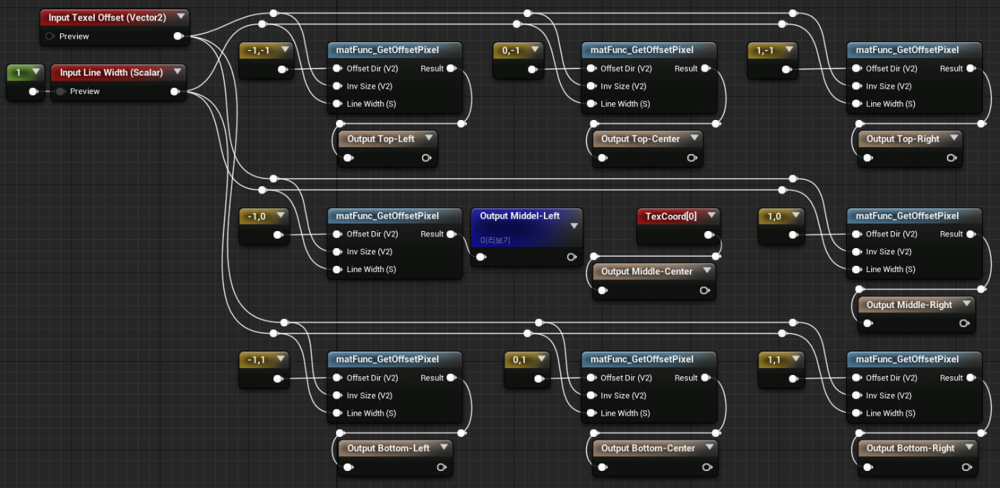 Input Texel Offset (Vector2)
Preview
1
Input Line Width (Scalar)
Preview
-1,-1
matFunc_GetOffsetPixel
Offset Dir (V2) Result
Inv Size (V2)
Line Width (S)
Output Top-Left
0,-1
matFunc_GetOffsetPixel
Offset Dir (V2) Result
Inv Size (V2)
Line Width (S)
Output Top-Center
1,-1
matFunc_GetOffsetPixel
Offset Dir (V2) Result
Inv Size (V2)
Line Width (S)
Output Top-Right
-1,0
matFunc_GetOffsetPixel
Offset Dir (V2) Result
Inv Size (V2)
Line Width (S)
Output Middel-Left
미리보기
TexCoord[0]
Output Middle-Center
1,0
matFunc_GetOffsetPixel
Offset Dir (V2) Result
Inv Size (V2)
Line Width (S)
Output Middle-Right
-1,1
matFunc_GetOffsetPixel
Offset Dir (V2) Result
Inv Size (V2)
Line Width (S)
Output Bottom-Left
0,1
matFunc_GetOffsetPixel
Offset Dir (V2) Result
Inv Size (V2)
Line Width (S)
Output Bottom-Center
1,1
matFunc_GetOffsetPixel
Offset Dir (V2) Result
Inv Size (V2)
Line Width (S)
Output Bottom-Right